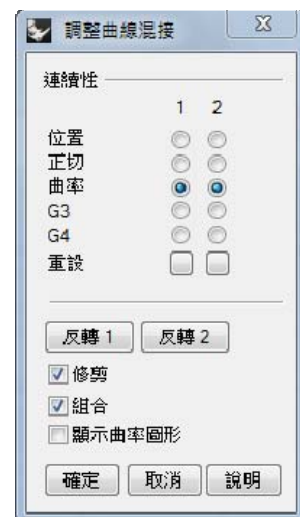 調整曲線混接
連續性
1 2
位置
正切
曲率
G3
G4
重設
反轉 1 反轉 2
修剪
組合
顯示曲率圖形
確定 取消 說明